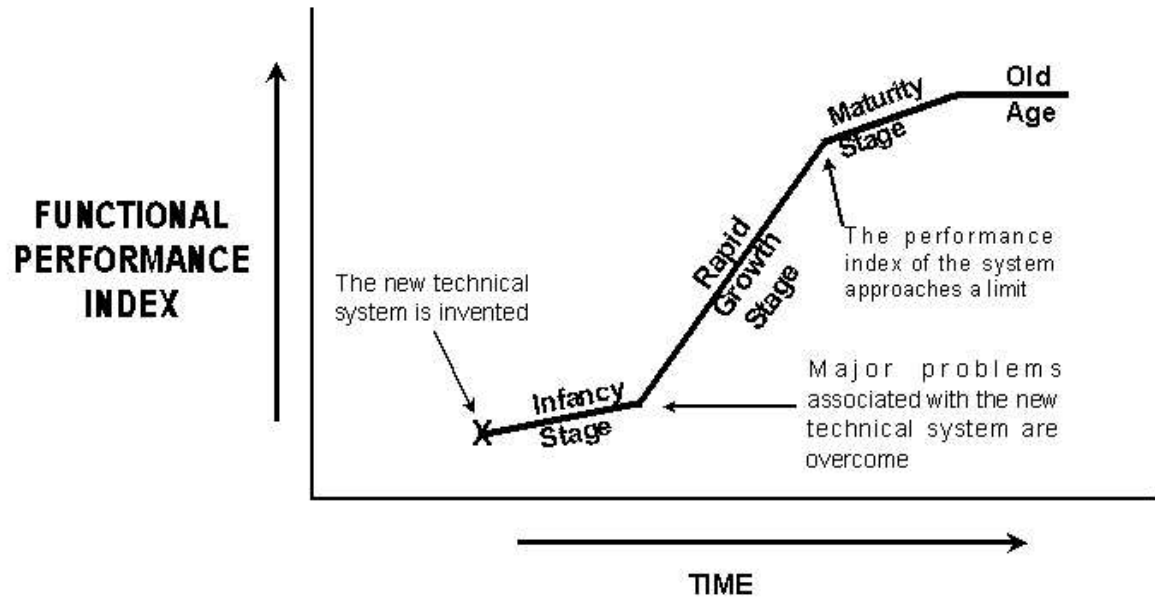 FUNCTIONAL
PERFORMANCE
INDEX
The new technical
system is invented
X
Infancy
Stage
Rapid
Growth
Stage
Maturity
Stage
Old
Age
The performance
index of the system
approaches a limit
Major problems
associated with the new
technical system are
overcome
TIME